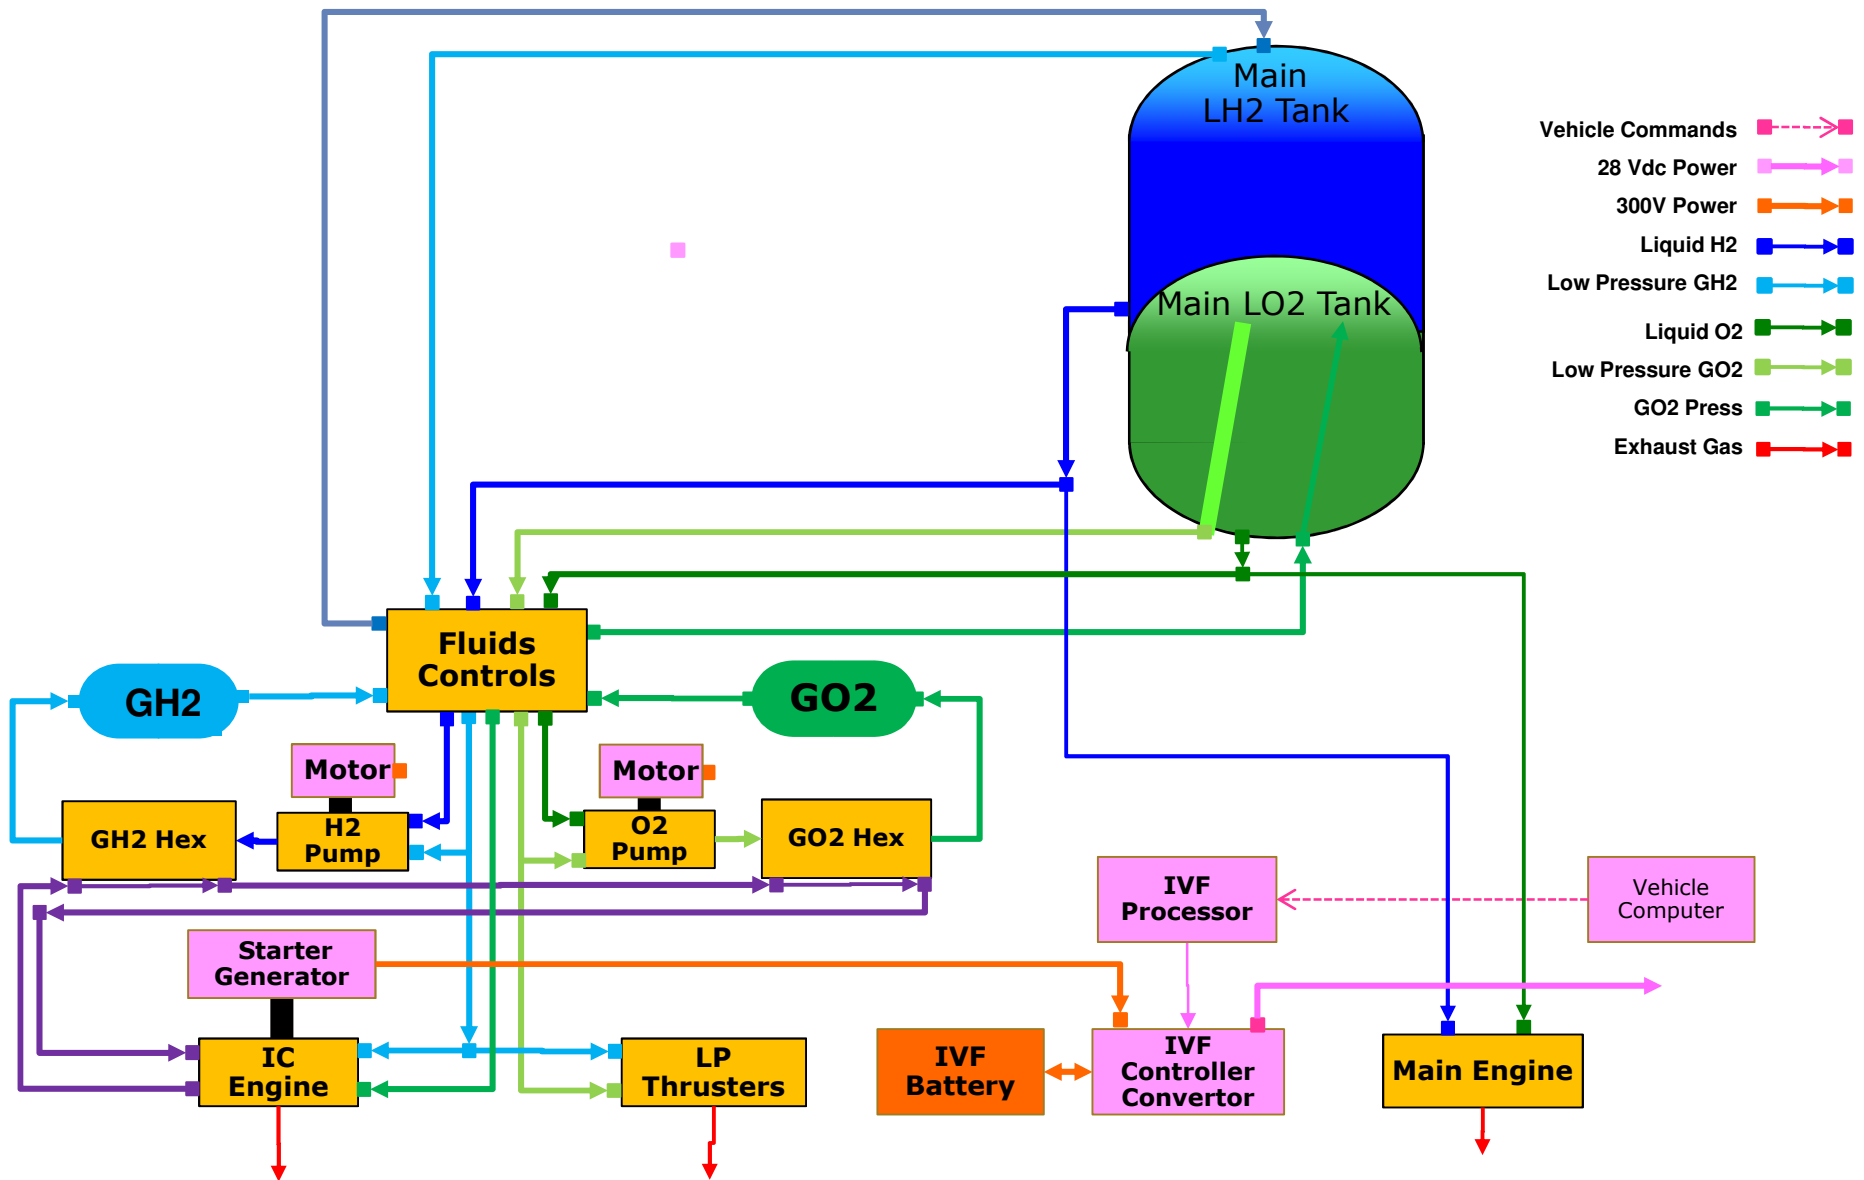 Main
LH2 Tank
Main LO2 Tank
Vehicle Commands
28 Vdc Power
300V Power
Liquid H2
Low Pressure GH2
Liquid O2
Low Pressure GO2
GO2 Press
Exhaust Gas
Fluids
Controls
GH2
GO2
Motor
Motor
GH2 Hex
H2
Pump
O2
Pump
GO2 Hex
IVF
Processor
Vehicle
Computer
Starter
Generator
IC
Engine
LP
Thrusters
IVF
Battery
IVF
Controller
Convertor
Main Engine